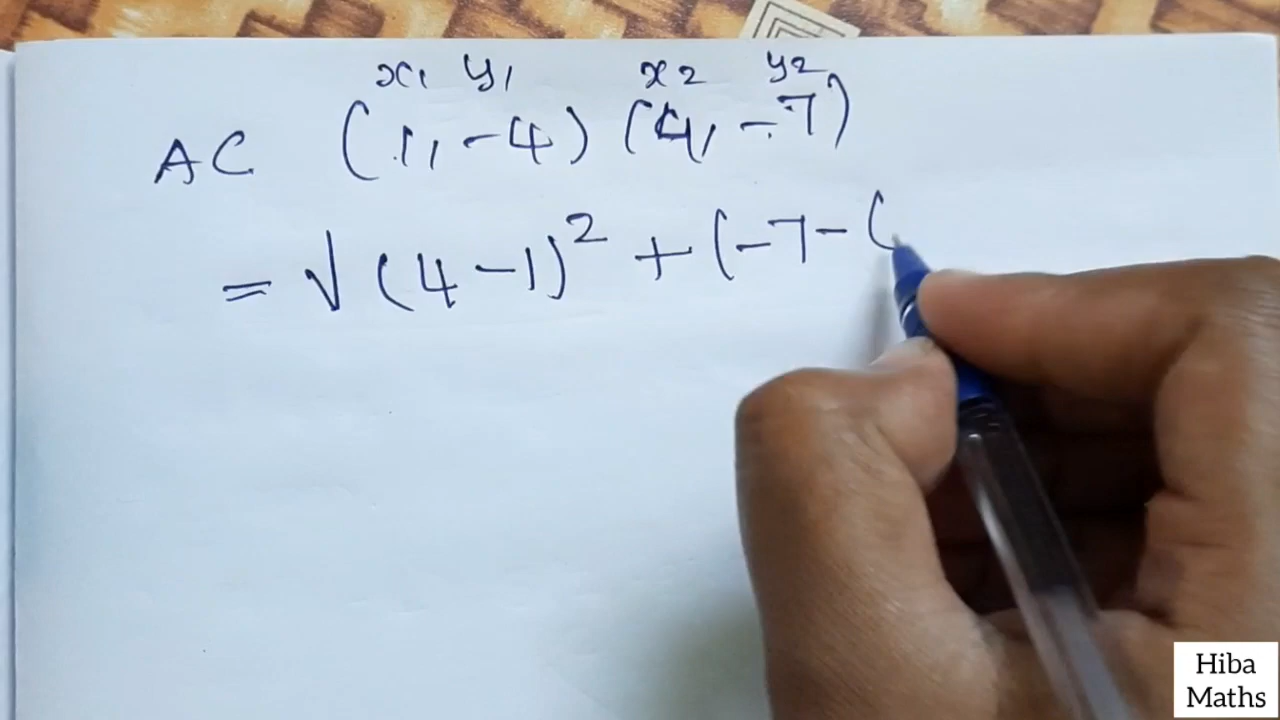 x₁ y₁ x₂ y₂
AC (1, -4) (4, -7)
= √(4-1)² + (-7-(
Hiba
Maths